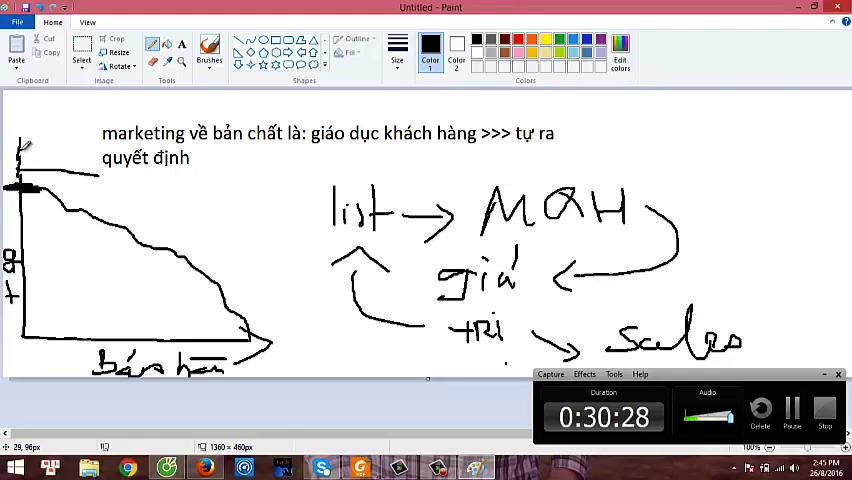 Untitled - Paint
File
Home
View
Paste
Cut
Copy
Clipboard
Select
Crop
Resize
Rotate
Image
Tools
Brushes
Shapes
Outline
Fill
Size
Color 1
Color 2
Edit colors
Colors
marketing về bản chất là: giáo dục khách hàng >>> tự ra
quyết định
list → MQH
giá
trị → Sales
Bán hàn
Capture Effects Tools Help
Duration
0:30:28
Audio
Delete
Pause
Stop
29, 96px
1360 × 460px
100%
2:45 PM
26/8/2016